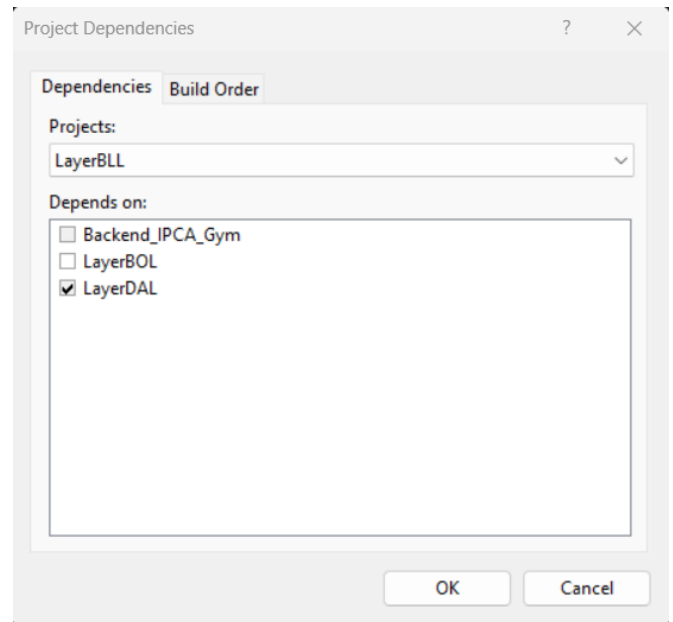 Project Dependencies ?
Dependencies Build Order
Projects:
LayerBLL
Depends on:
Backend_IPCA_Gym
LayerBOL
LayerDAL
OK Cancel